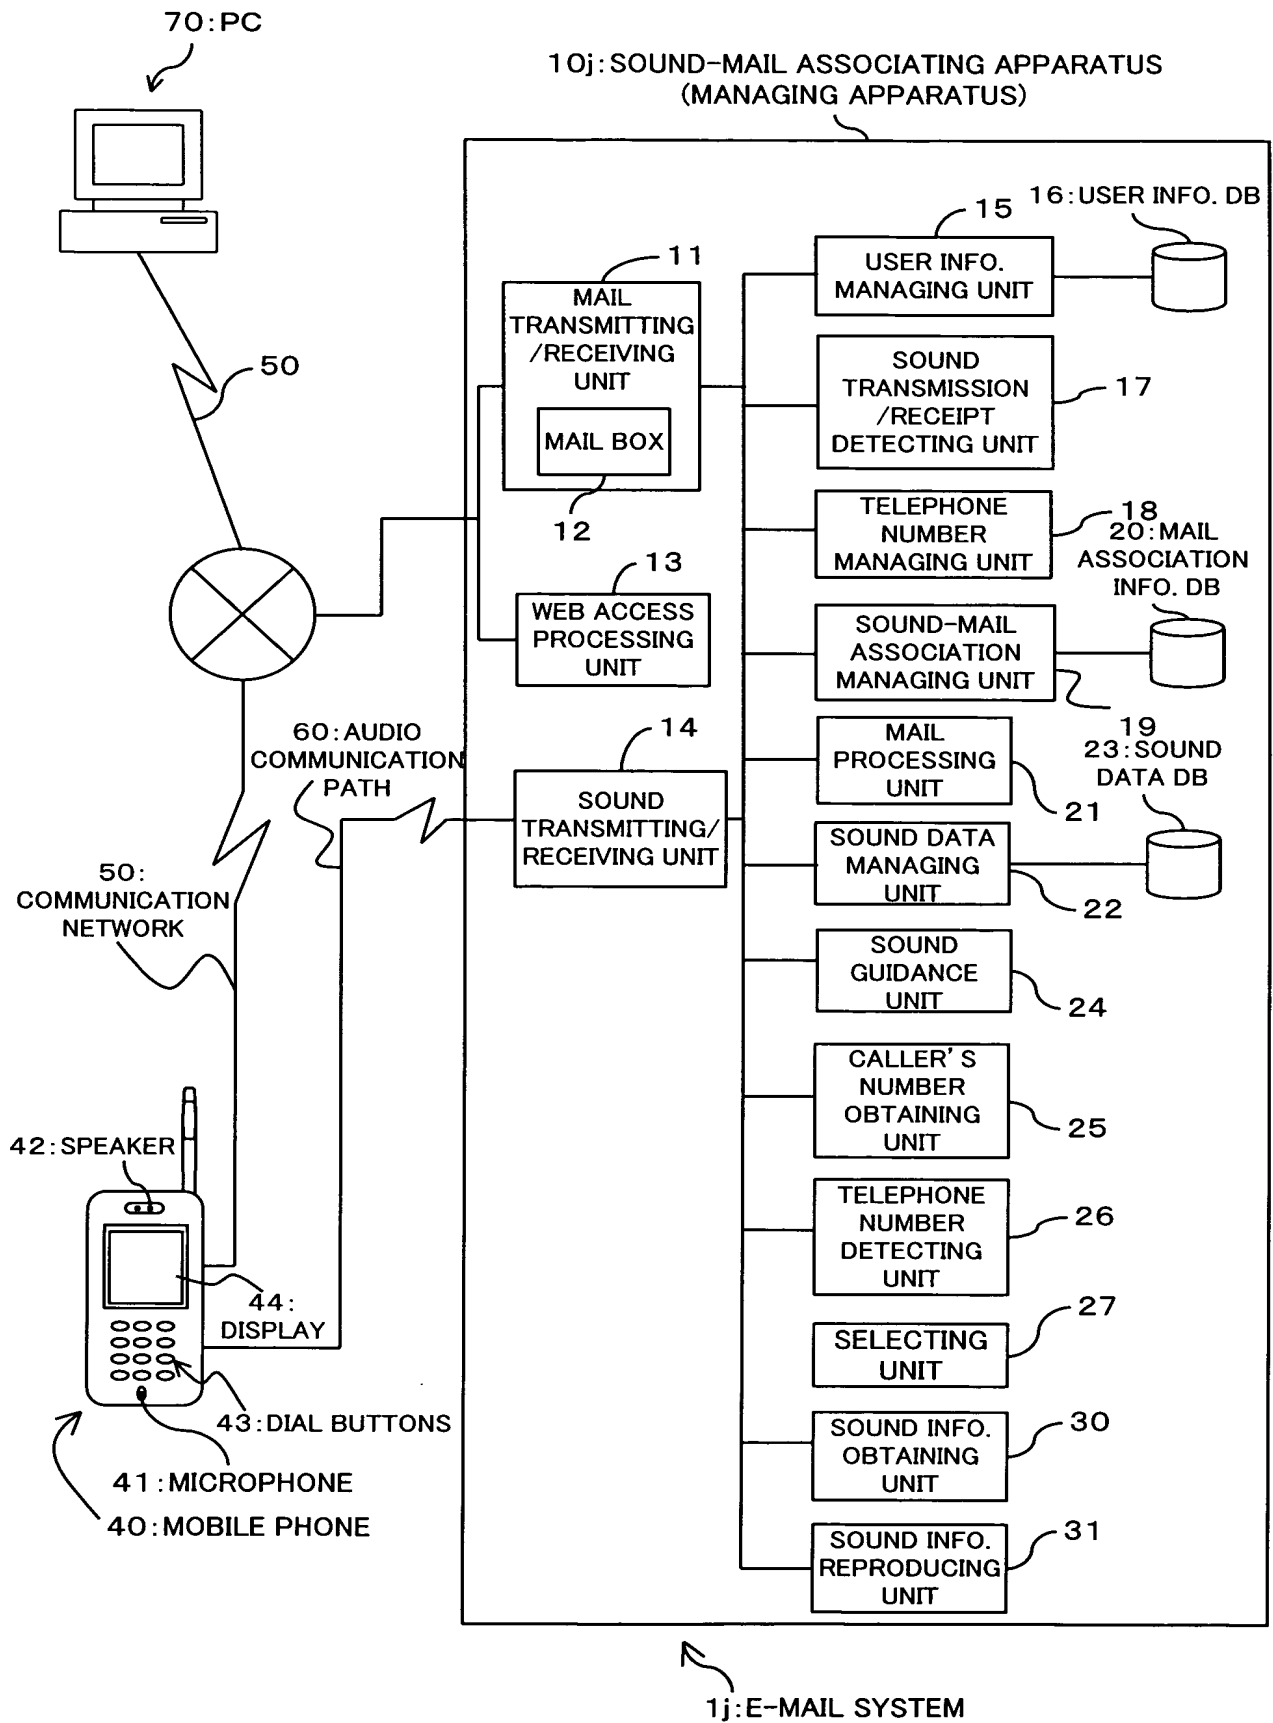 70:PC
10j:SOUND-MAIL ASSOCIATING APPARATUS
(MANAGING APPARATUS)
15
16:USER INFO. DB
USER INFO.
MANAGING UNIT
11
MAIL
TRANSMITTING
/RECEIVING
UNIT
MAIL BOX
12
50
SOUND
TRANSMISSION
/RECEIPT
DETECTING UNIT
17
TELEPHONE
NUMBER
MANAGING UNIT
18
20:MAIL
ASSOCIATION
INFO. DB
13
WEB ACCESS
PROCESSING
UNIT
SOUND-MAIL
ASSOCIATION
MANAGING UNIT
19
60:AUDIO
COMMUNICATION
PATH
14
SOUND
TRANSMITTING/
RECEIVING UNIT
MAIL
PROCESSING
UNIT
21
23:SOUND
DATA DB
SOUND DATA
MANAGING
UNIT
22
50:
COMMUNICATION
NETWORK
SOUND
GUIDANCE
UNIT
24
CALLER'S
NUMBER
OBTAINING
UNIT
25
42:SPEAKER
TELEPHONE
NUMBER
DETECTING
UNIT
26
44:
DISPLAY
SELECTING
UNIT
27
43:DIAL BUTTONS
41:MICROPHONE
40:MOBILE PHONE
SOUND INFO.
OBTAINING
UNIT
30
SOUND INFO.
REPRODUCING
UNIT
31
1j:E-MAIL SYSTEM